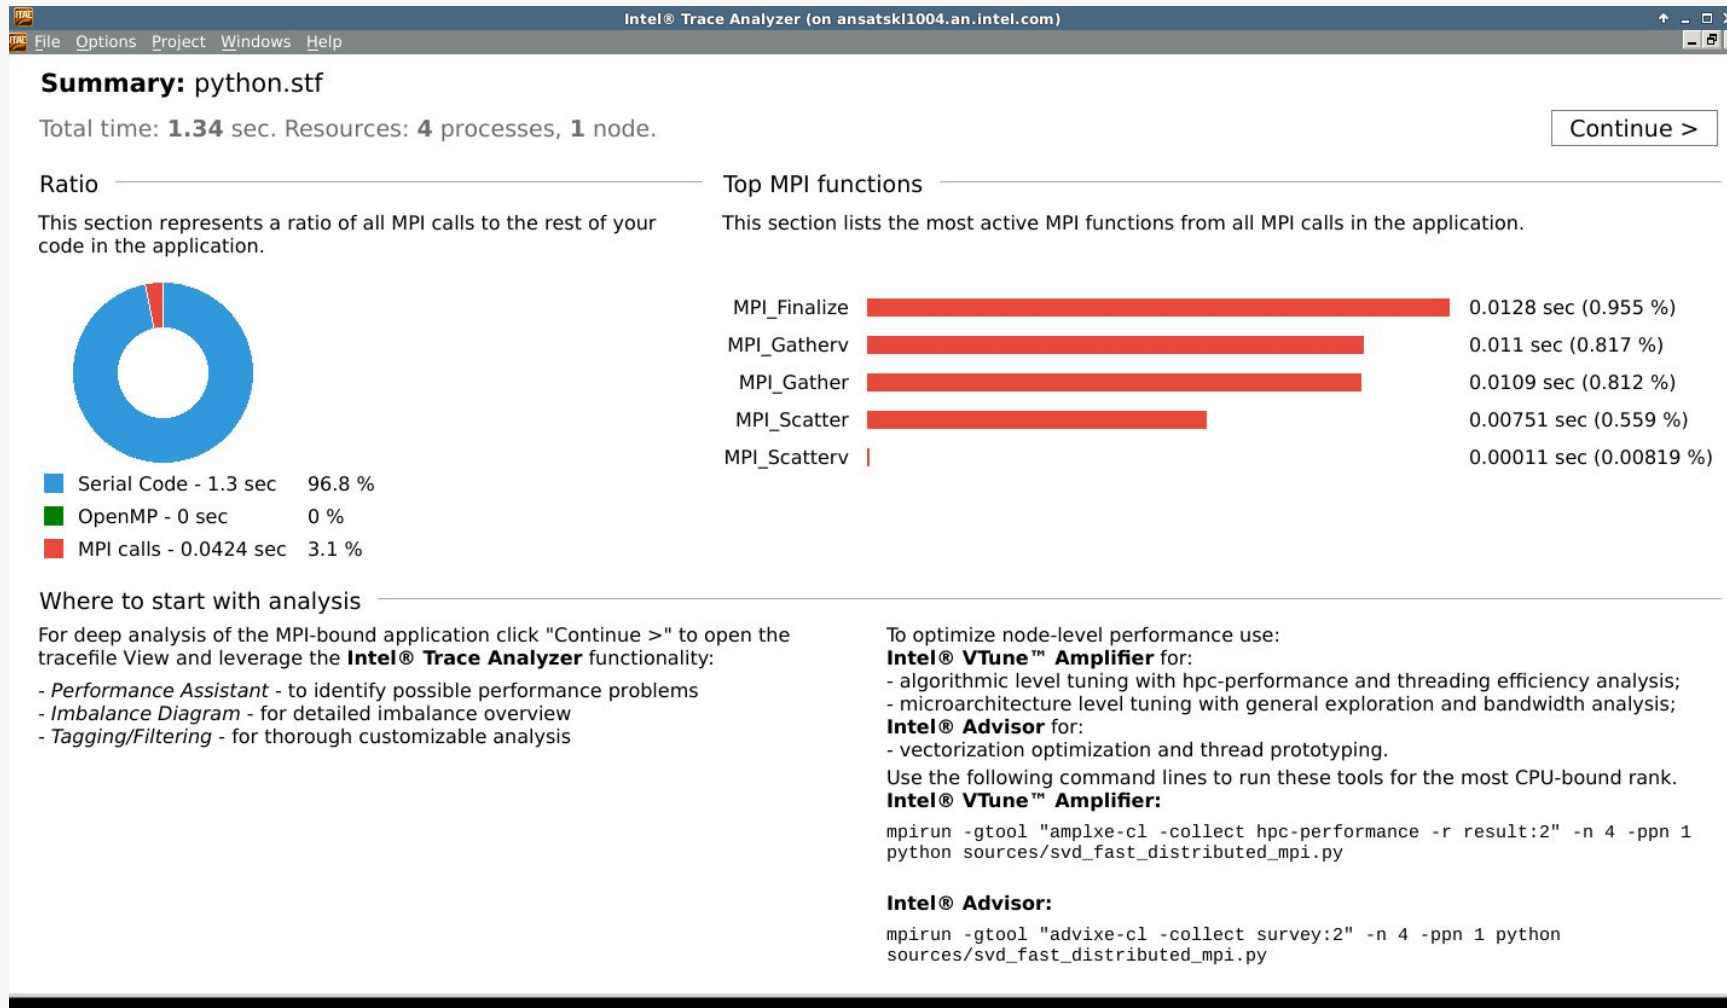 Intel® Trace Analyzer (on ansatskl1004.an.intel.com)
File Options Project Windows Help
Summary: python.stf
Total time: 1.34 sec. Resources: 4 processes, 1 node.
Continue >
Ratio
This section represents a ratio of all MPI calls to the rest of your
code in the application.
Serial Code - 1.3 sec 96.8 %
OpenMP - 0 sec 0 %
MPI calls - 0.0424 sec 3.1 %
Top MPI functions
This section lists the most active MPI functions from all MPI calls in the application.
MPI_Finalize 0.0128 sec (0.955 %)
MPI_Gatherv 0.011 sec (0.817 %)
MPI_Gather 0.0109 sec (0.812 %)
MPI_Scatter 0.00751 sec (0.559 %)
MPI_Scatterv 0.00011 sec (0.00819 %)
Where to start with analysis
For deep analysis of the MPI-bound application click "Continue >" to open the
tracefile View and leverage the Intel® Trace Analyzer functionality:
- Performance Assistant - to identify possible performance problems
- Imbalance Diagram - for detailed imbalance overview
- Tagging/Filtering - for thorough customizable analysis
To optimize node-level performance use:
Intel® VTune™ Amplifier for:
- algorithmic level tuning with hpc-performance and threading efficiency analysis;
- microarchitecture level tuning with general exploration and bandwidth analysis;
Intel® Advisor for:
- vectorization optimization and thread prototyping.
Use the following command lines to run these tools for the most CPU-bound rank.
Intel® VTune™ Amplifier:
mpirun -gtool "amplxe-cl -collect hpc-performance -r result:2" -n 4 -ppn 1
python sources/svd_fast_distributed_mpi.py
Intel® Advisor:
mpirun -gtool "advixe-cl -collect survey:2" -n 4 -ppn 1 python
sources/svd_fast_distributed_mpi.py